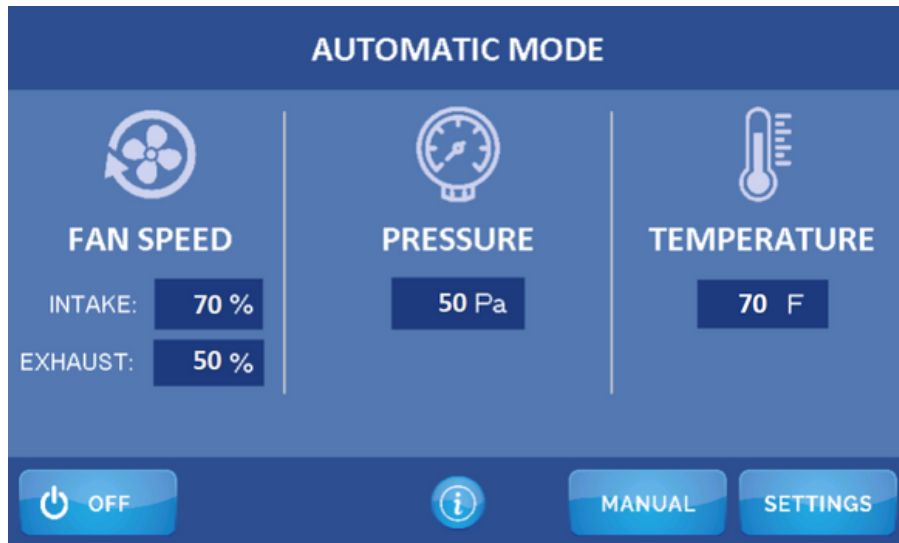 AUTOMATIC MODE
FAN SPEED
INTAKE: 70 %
EXHAUST: 50 %
PRESSURE
50 Pa
TEMPERATURE
70 F
OFF
i
MANUAL
SETTINGS